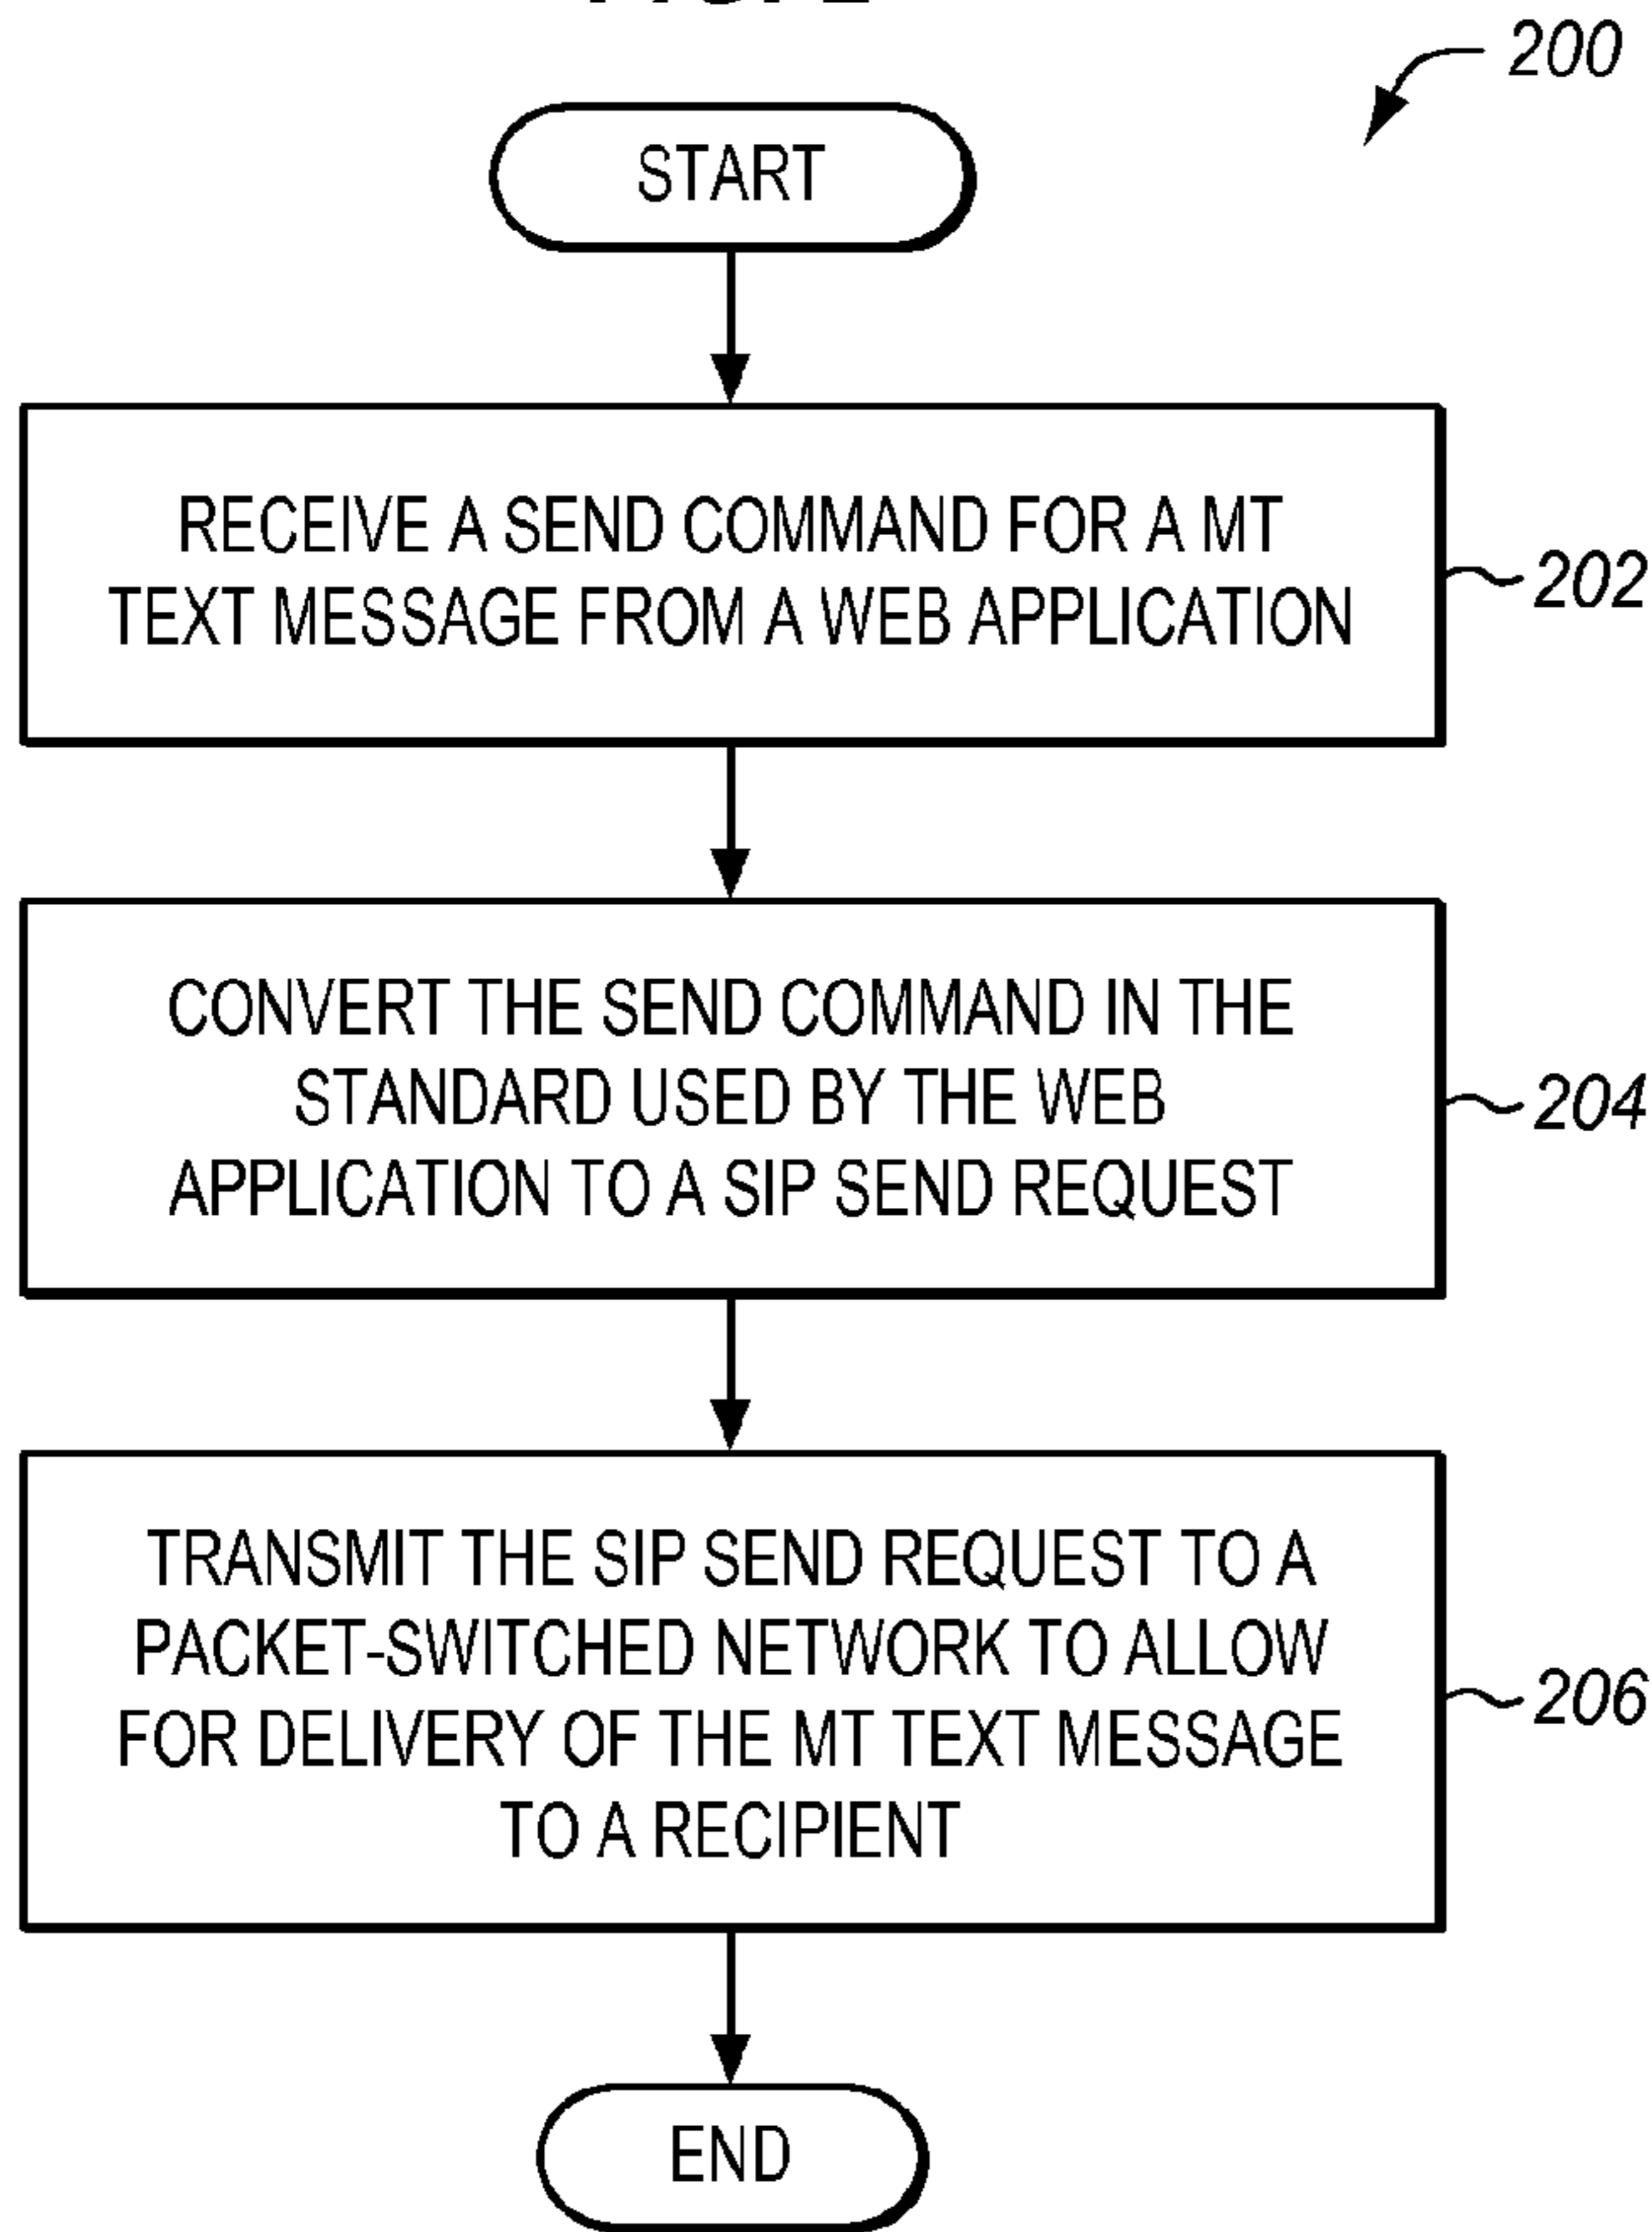 200
START
RECEIVE A SEND COMMAND FOR A MT
TEXT MESSAGE FROM A WEB APPLICATION
202
CONVERT THE SEND COMMAND IN THE
STANDARD USED BY THE WEB
APPLICATION TO A SIP SEND REQUEST
204
TRANSMIT THE SIP SEND REQUEST TO A
PACKET-SWITCHED NETWORK TO ALLOW
FOR DELIVERY OF THE MT TEXT MESSAGE
TO A RECIPIENT
206
END